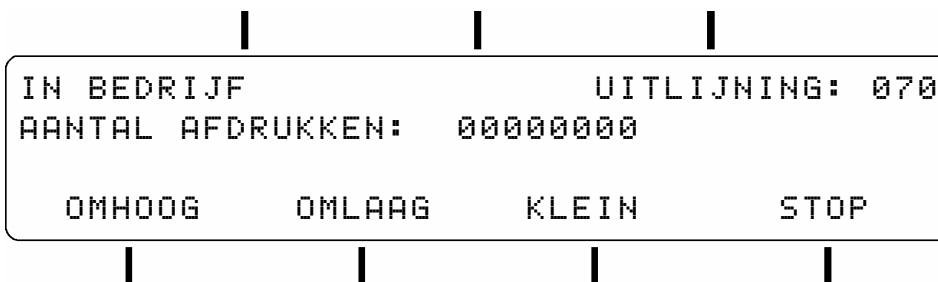 IN BEDRIJF UITLIJNING: 070
AANTAL AFDRUKKEN: 00000000
OMHOOG OMLAAG KLEIN STOP